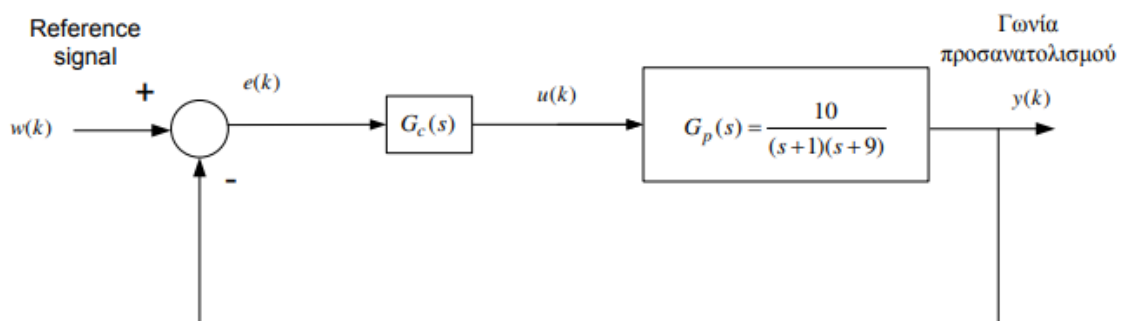 Reference
signal
+
w(k)
e(k)
-
G_c(s)
u(k)
G_p(s) = 10 / ((s+1)(s+9))
Γωνία
προσανατολισμού
y(k)